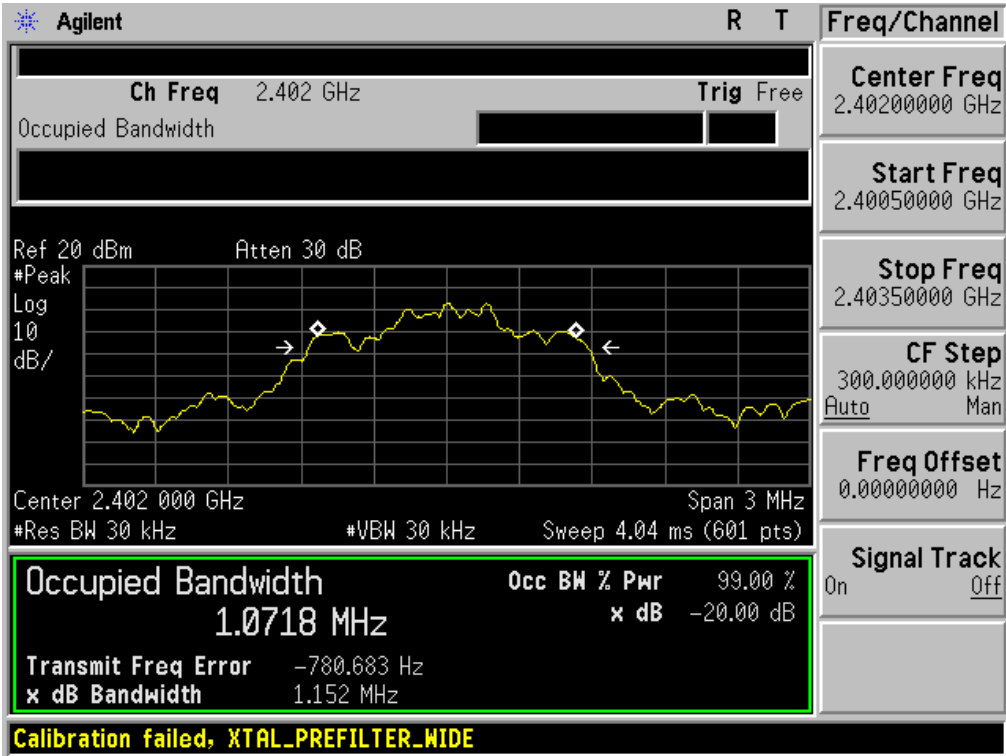 Agilent R T Freq/Channel
Ch Freq 2.402 GHz Trig Free
Occupied Bandwidth
Center Freq
2.40200000 GHz
Start Freq
2.40050000 GHz
Stop Freq
2.40350000 GHz
CF Step
300.000000 kHz
Auto Man
Freq Offset
0.00000000 Hz
Signal Track
On Off
Ref 20 dBm Atten 30 dB
#Peak
Log
10
dB/
Center 2.402 000 GHz Span 3 MHz
#Res BW 30 kHz #VBW 30 kHz Sweep 4.04 ms (601 pts)
Occupied Bandwidth
1.0718 MHz
Occ BW % Pwr 99.00 %
x dB -20.00 dB
Transmit Freq Error -780.683 Hz
x dB Bandwidth 1.152 MHz
Calibration failed, XTAL_PREFILTER_WIDE